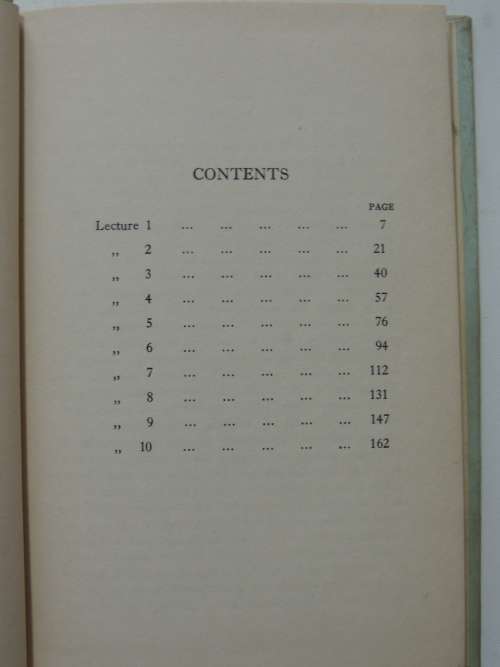 CONTENTS
PAGE
Lecture 1 ... ... ... ... ... 7
„ 2 ... ... ... ... ... 21
„ 3 ... ... ... ... ... 40
„ 4 ... ... ... ... ... 57
„ 5 ... ... ... ... ... 76
„ 6 ... ... ... ... ... 94
„ 7 ... ... ... ... ... 112
„ 8 ... ... ... ... ... 131
„ 9 ... ... ... ... ... 147
„ 10 ... ... ... ... ... 162